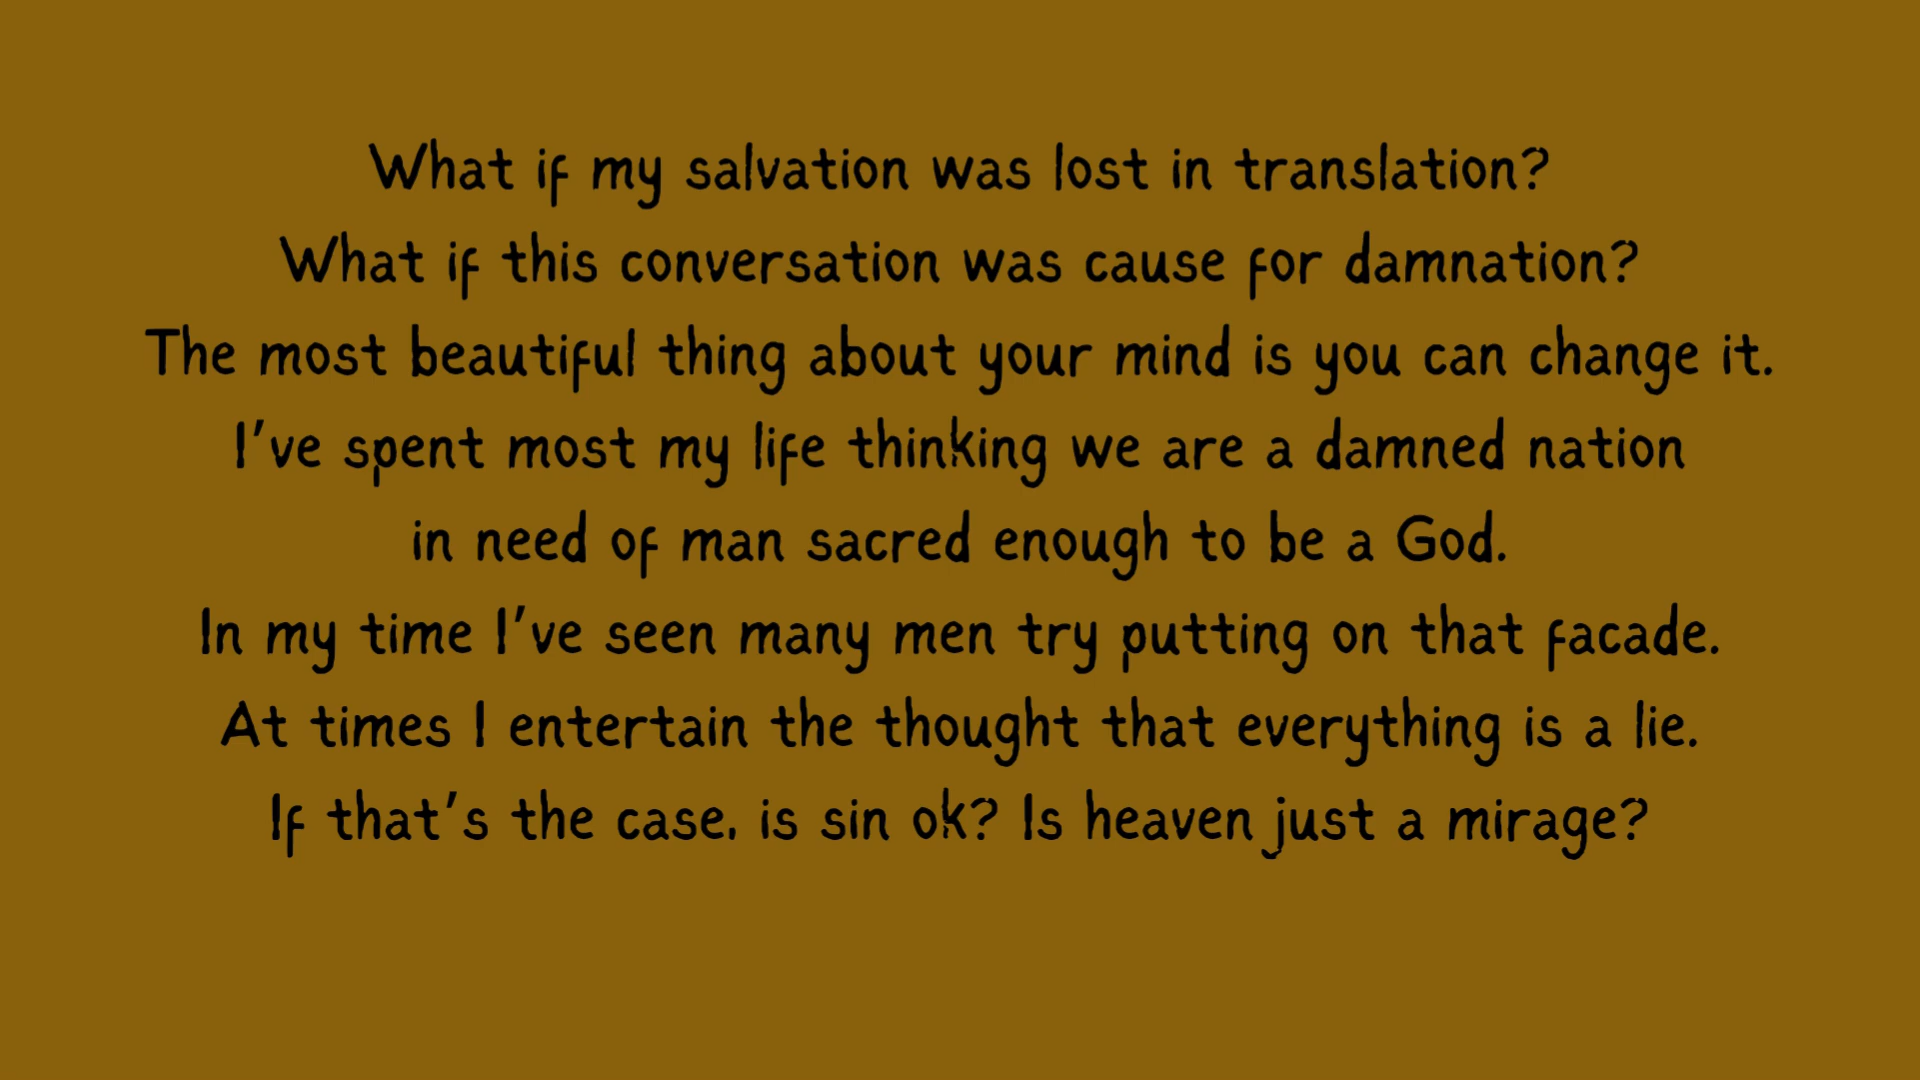 What if my salvation was lost in translation?
What if this conversation was cause for damnation?
The most beautiful thing about your mind is you can change it.
I've spent most my life thinking we are a damned nation
in need of man sacred enough to be a God.
In my time I've seen many men try putting on that facade.
At times I entertain the thought that everything is a lie.
If that's the case, is sin ok? Is heaven just a mirage?